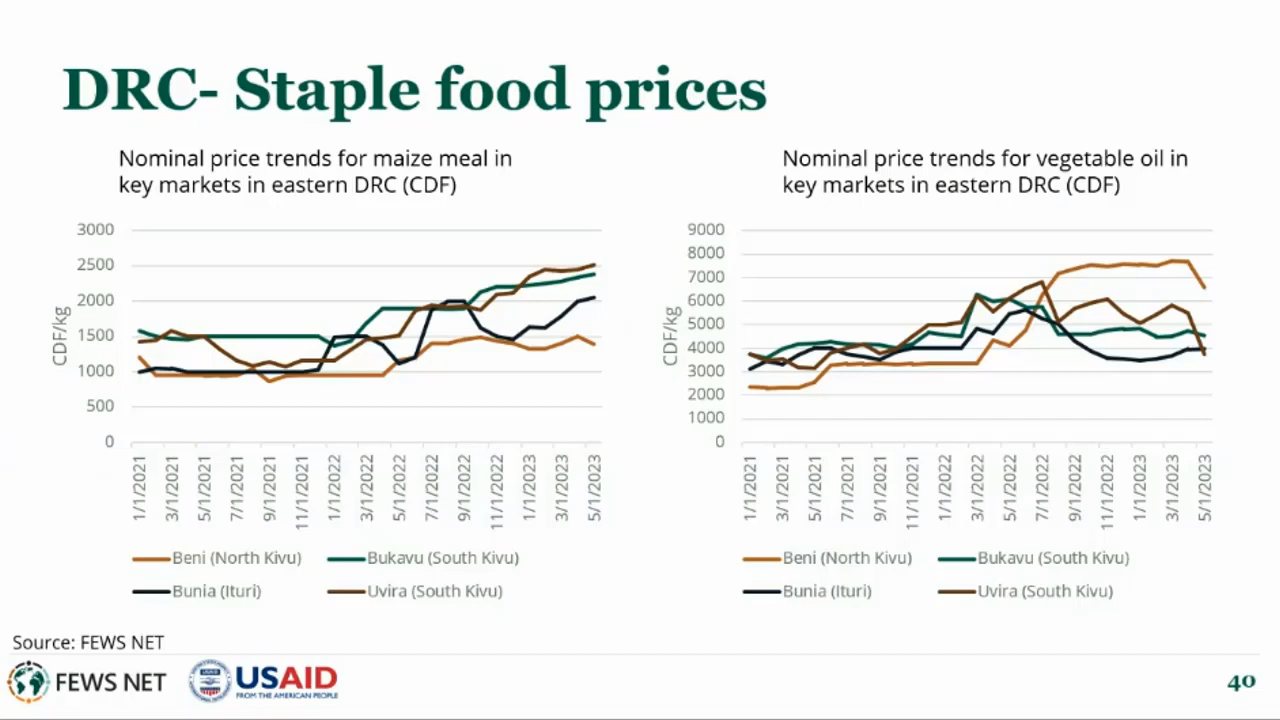 DRC- Staple food prices
Nominal price trends for maize meal in
key markets in eastern DRC (CDF)
3000
2500
2000
1500
1000
500
0
CDF/kg
1/1/2021
3/1/2021
5/1/2021
7/1/2021
9/1/2021
11/1/2021
1/1/2022
3/1/2022
5/1/2022
7/1/2022
9/1/2022
11/1/2022
1/1/2023
3/1/2023
5/1/2023
Beni (North Kivu)
Bukavu (South Kivu)
Bunia (Ituri)
Uvira (South Kivu)
Nominal price trends for vegetable oil in
key markets in eastern DRC (CDF)
9000
8000
7000
6000
5000
4000
3000
2000
1000
0
CDF/kg
1/1/2021
3/1/2021
5/1/2021
7/1/2021
9/1/2021
11/1/2021
1/1/2022
3/1/2022
5/1/2022
7/1/2022
9/1/2022
11/1/2022
1/1/2023
3/1/2023
5/1/2023
Beni (North Kivu)
Bukavu (South Kivu)
Bunia (Ituri)
Uvira (South Kivu)
Source: FEWS NET
FEWS NET
USAID
FROM THE AMERICAN PEOPLE
40